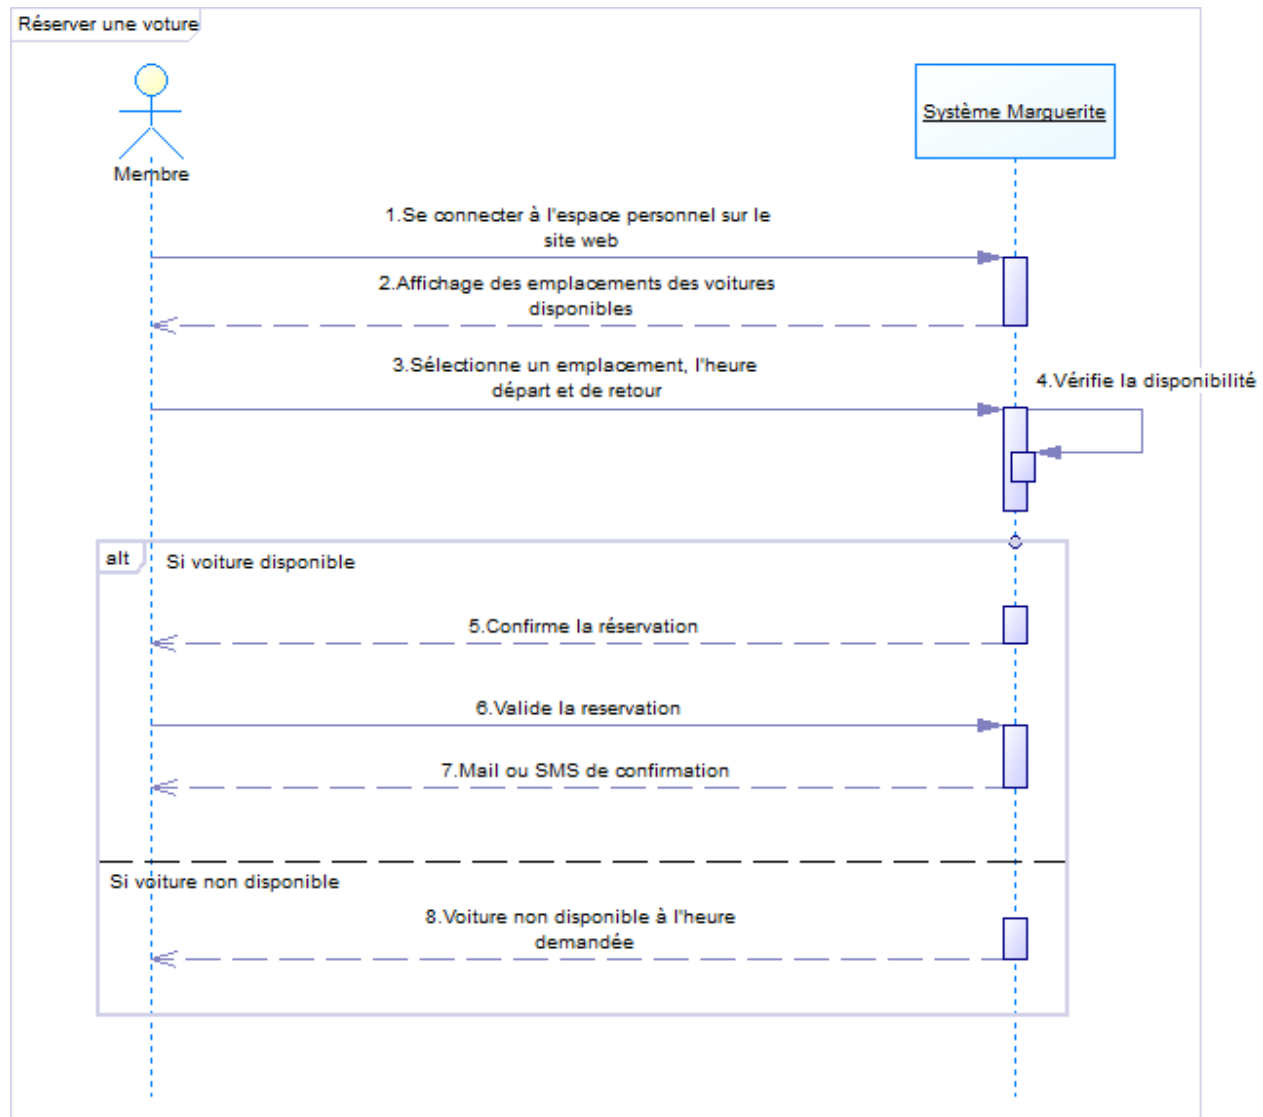 Réserver une voture
Système Marguerite
Membre
1.Se connecter à l'espace personnel sur le
site web
2.Affichage des emplacements des voitures
disponibles
3.Sélectionne un emplacement, l'heure
départ et de retour
4.Vérifie la disponibilité
alt
Si voiture disponible
5.Confirme la réservation
6.Valide la reservation
7.Mail ou SMS de confirmation
Si voiture non disponible
8.Voiture non disponible à l'heure
demandée